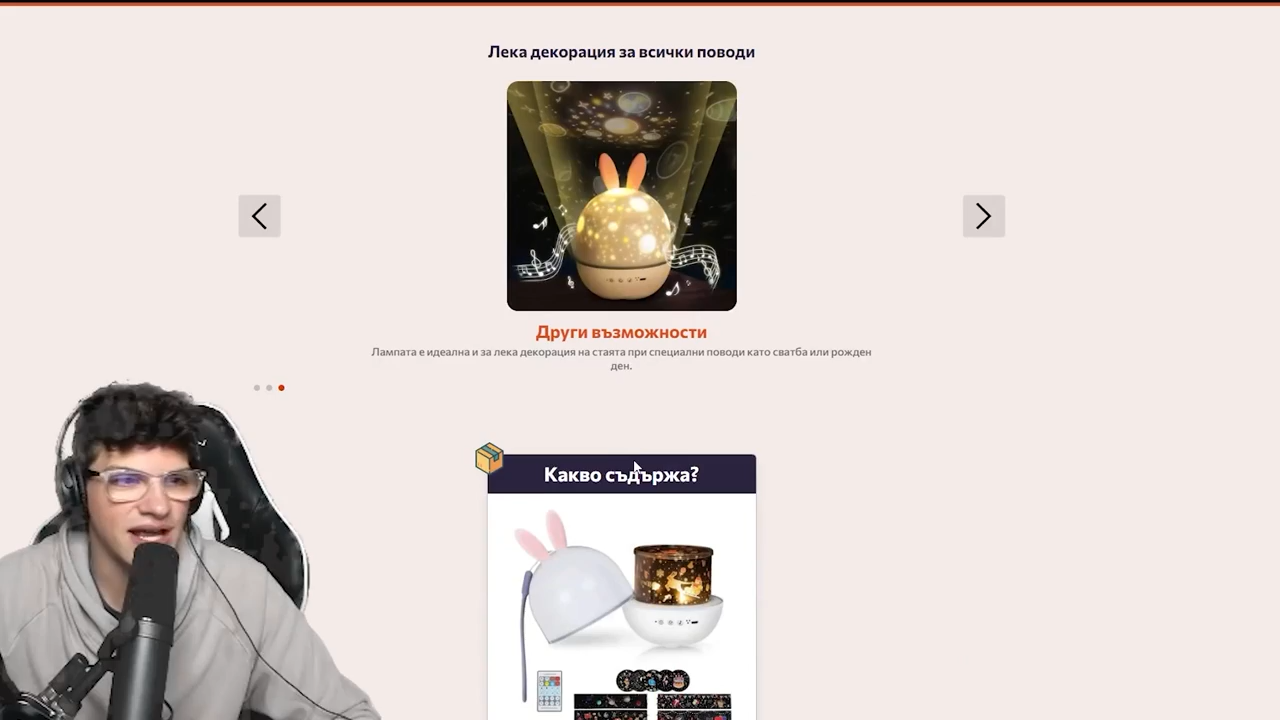 Лека декорация за всички поводи
Други възможности
Лампата е идеална и за лека декорация на стаята при специални поводи като сватба или рожден
ден.
Какво съдържа?